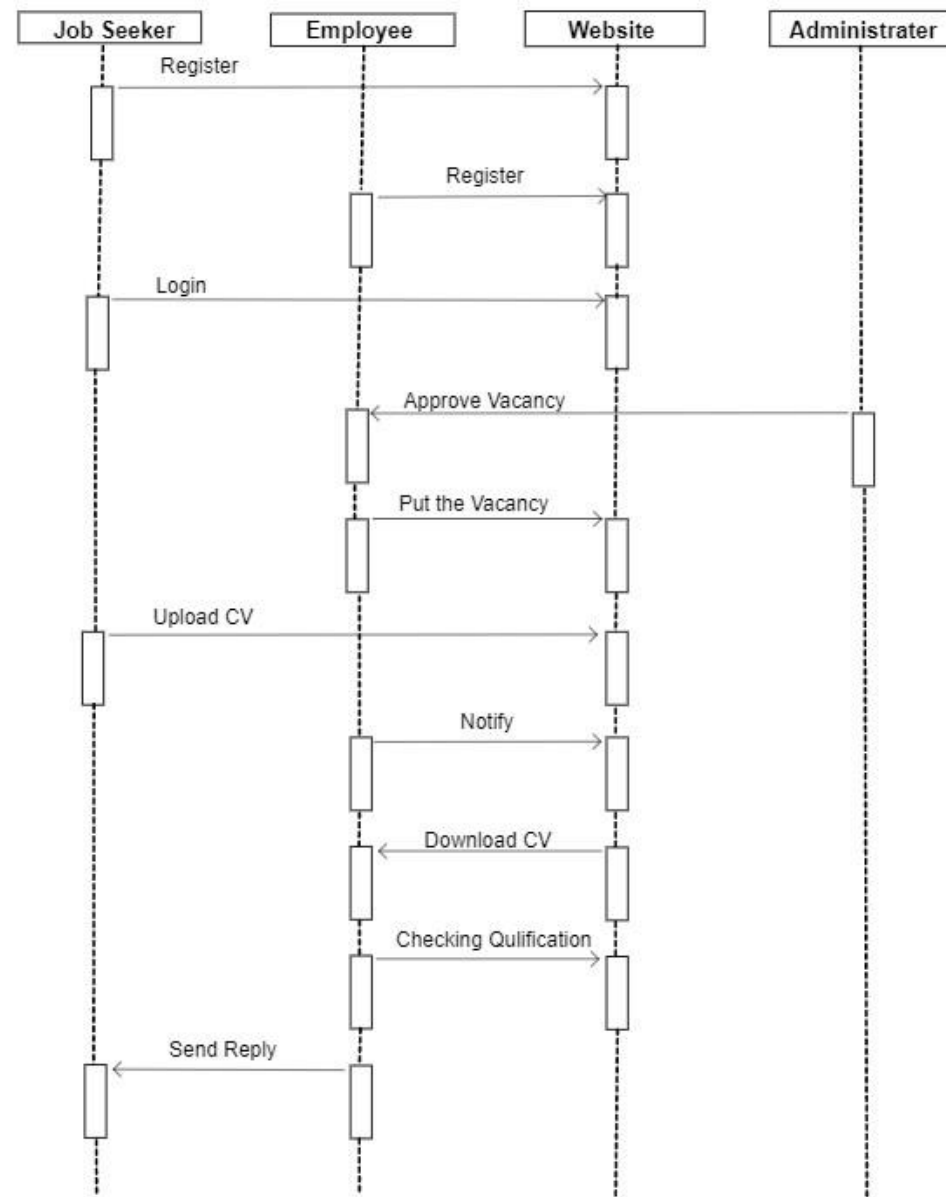 Job Seeker
Employee
Website
Administrater
Register
Register
Login
Approve Vacancy
Put the Vacancy
Upload CV
Notify
Download CV
Checking Qulification
Send Reply